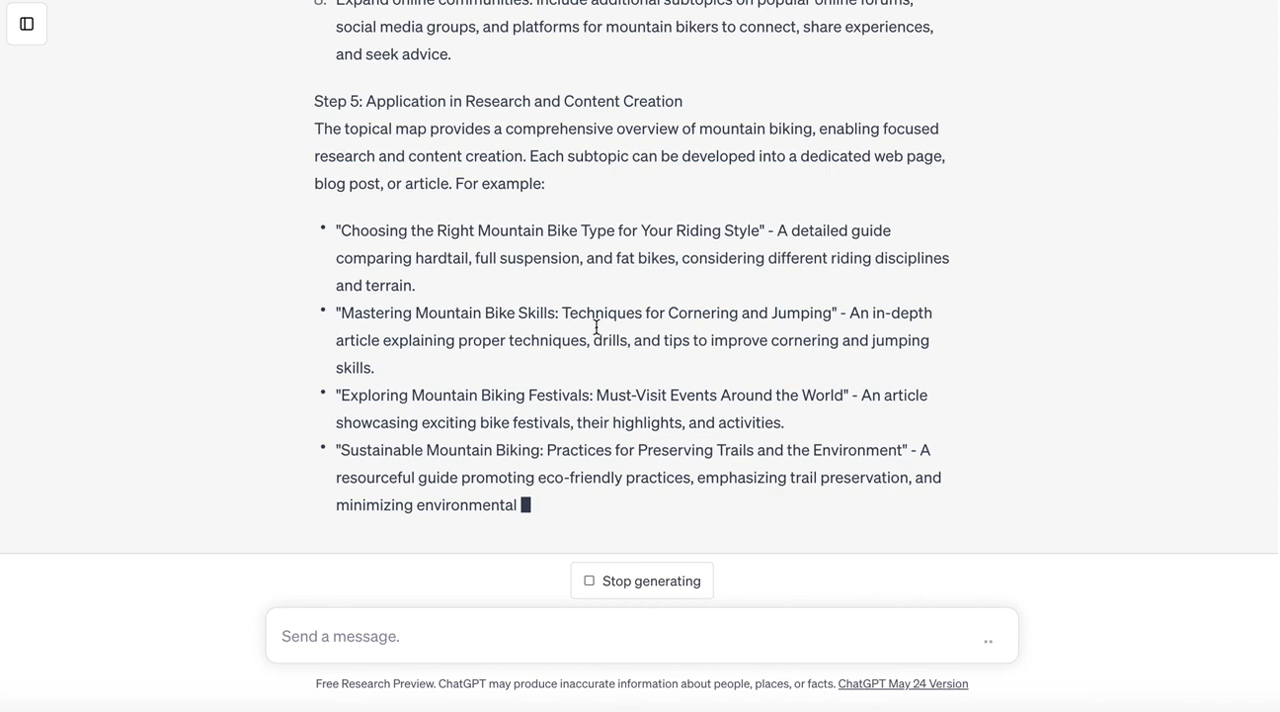 8. Expand online communities: Include additional subtopics on popular online forums,
social media groups, and platforms for mountain bikers to connect, share experiences,
and seek advice.
Step 5: Application in Research and Content Creation
The topical map provides a comprehensive overview of mountain biking, enabling focused
research and content creation. Each subtopic can be developed into a dedicated web page,
blog post, or article. For example:
• "Choosing the Right Mountain Bike Type for Your Riding Style" - A detailed guide
comparing hardtail, full suspension, and fat bikes, considering different riding disciplines
and terrain.
• "Mastering Mountain Bike Skills: Techniques for Cornering and Jumping" - An in-depth
article explaining proper techniques, drills, and tips to improve cornering and jumping
skills.
• "Exploring Mountain Biking Festivals: Must-Visit Events Around the World" - An article
showcasing exciting bike festivals, their highlights, and activities.
• "Sustainable Mountain Biking: Practices for Preserving Trails and the Environment" - A
resourceful guide promoting eco-friendly practices, emphasizing trail preservation, and
minimizing environmental
Stop generating
Send a message.
Free Research Preview. ChatGPT may produce inaccurate information about people, places, or facts. ChatGPT May 24 Version